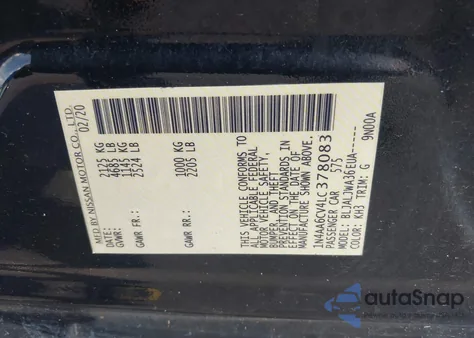 MFD BY NISSAN MOTOR CO., LTD.
DATE: 02/20
GVWR: 2125 KG
4685 LB
GAWR FR: 1145 KG
2524 LB
GAWR RR: 1000 KG
2205 LB
THIS VEHICLE CONFORMS TO
ALL APPLICABLE FEDERAL
MOTOR VEHICLE SAFETY,
BUMPER, AND THEFT
PREVENTION STANDARDS IN
EFFECT ON THE DATE OF
MANUFACTURE SHOWN ABOVE.
1N4AA6CV4LC378083
PASSENGER CAR 575
MODEL: BLJALWWA36EUA-----
COLOR: KH3 TRIM: G 9N00A
autoSnap